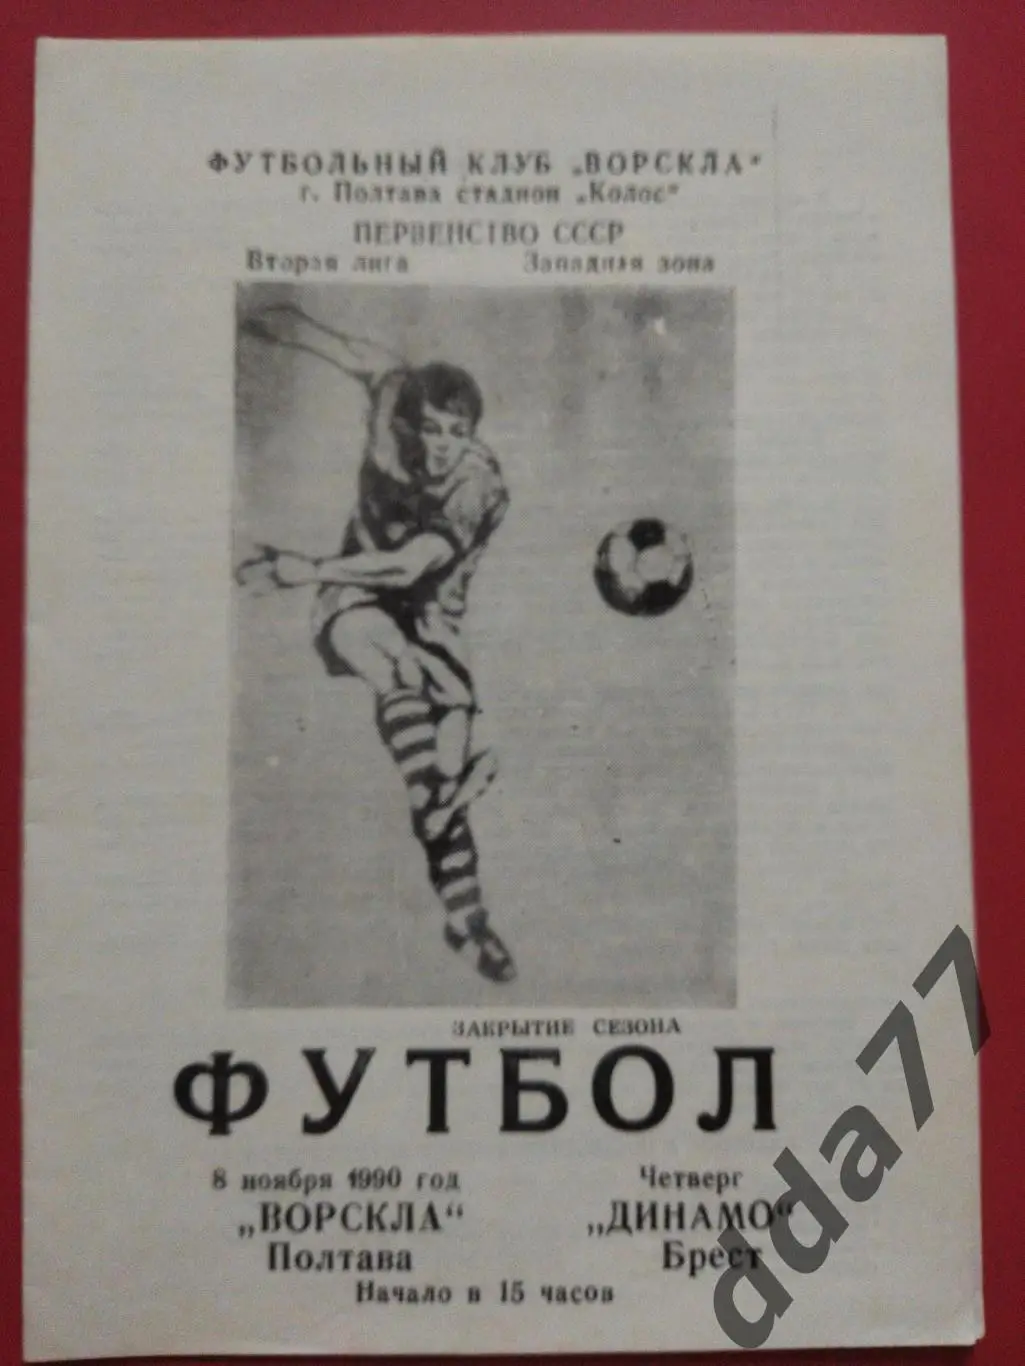 ФУТБОЛЬНЫЙ КЛУБ „ВОРСКЛА"
г. Полтава стадион „Колос"
ПЕРВЕНСТВО СССР
Вторая лига Западная зона
ЗАКРЫТИЕ СЕЗОНА
ФУТБОЛ
8 ноября 1990 год Четверг
„ВОРСКЛА" „ДИНАМО"
Полтава Брест
Начало в 15 часов
dda77